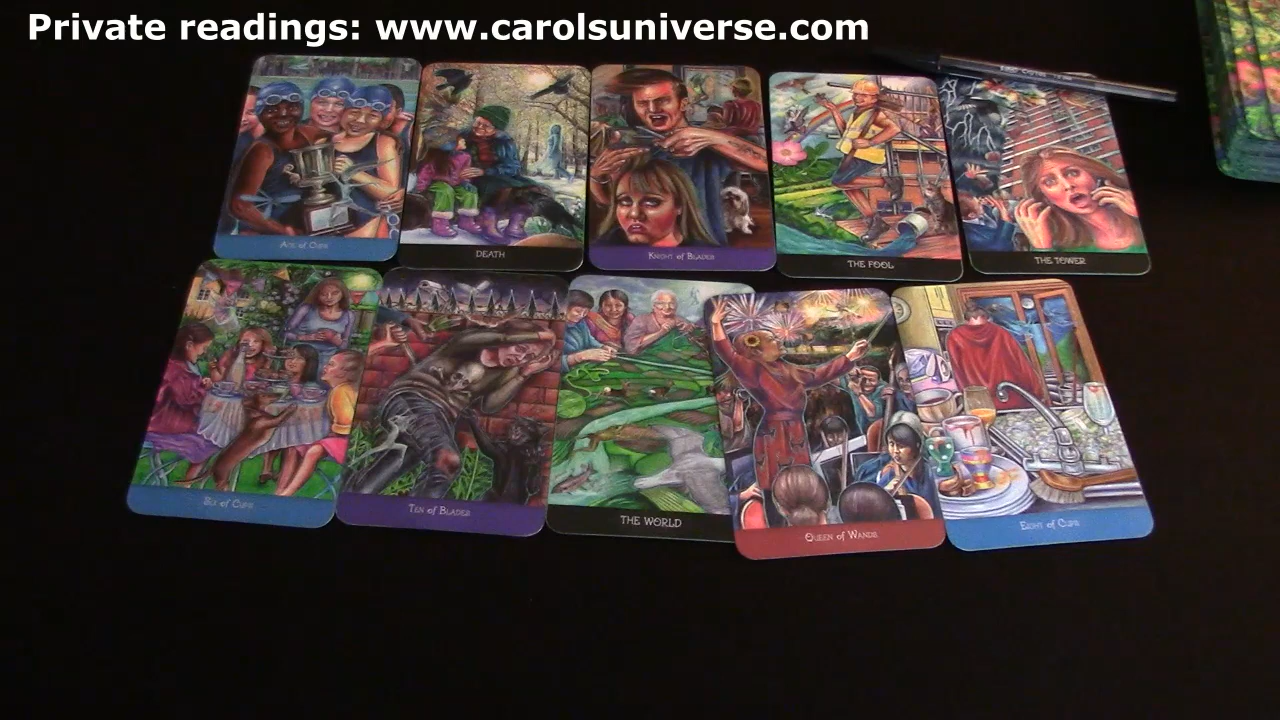 Private readings: www.carolsuniverse.com
Ace of Cups
DEATH
Knight of Blades
THE FOOL
THE TOWER
Six of Cups
Ten of Blades
THE WORLD
Queen of Wands
Eight of Cups